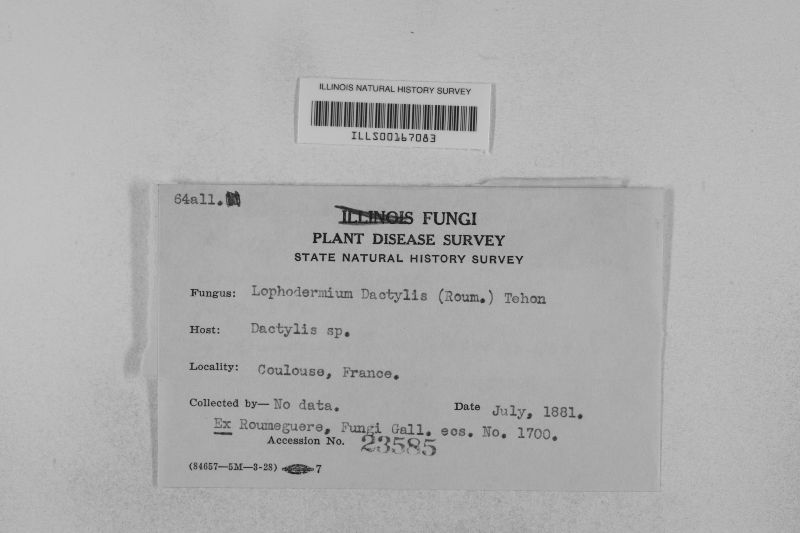 ILLINOIS NATURAL HISTORY SURVEY
ILLS00167083
64a11.
ILLINOIS FUNGI
PLANT DISEASE SURVEY
STATE NATURAL HISTORY SURVEY
Fungus: Lophodermium Dactylis (Roum.) Tehon
Host: Dactylis sp.
Locality: Coulouse, France.
Collected by— No data. Date July, 1881.
Ex Roumeguere, Fungi Gall. ecs. No. 1700.
Accession No. 23585
(84657—5M—3-28) 7